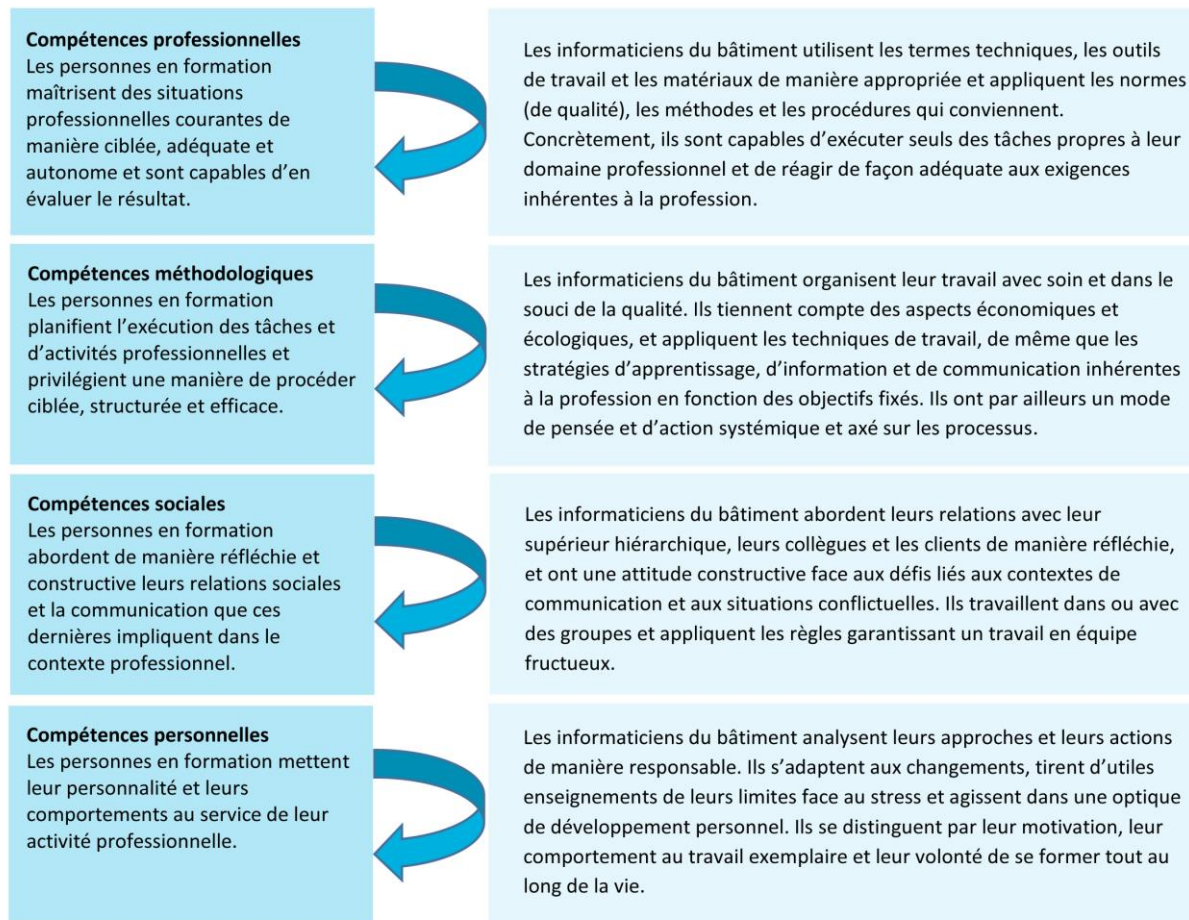 Compétences professionnelles
Les personnes en formation
maîtrisent des situations
professionnelles courantes de
manière ciblée, adéquate et
autonome et sont capables d’en
évaluer le résultat.
Les informaticiens du bâtiment utilisent les termes techniques, les outils
de travail et les matériaux de manière appropriée et appliquent les normes
(de qualité), les méthodes et les procédures qui conviennent.
Concrètement, ils sont capables d’exécuter seuls des tâches propres à leur
domaine professionnel et de réagir de façon adéquate aux exigences
inhérentes à la profession.
Compétences méthodologiques
Les personnes en formation
planifient l’exécution des tâches et
d’activités professionnelles et
privilégient une manière de procéder
ciblée, structurée et efficace.
Les informaticiens du bâtiment organisent leur travail avec soin et dans le
souci de la qualité. Ils tiennent compte des aspects économiques et
écologiques, et appliquent les techniques de travail, de même que les
stratégies d’apprentissage, d’information et de communication inhérentes
à la profession en fonction des objectifs fixés. Ils ont par ailleurs un mode
de pensée et d’action systémique et axé sur les processus.
Compétences sociales
Les personnes en formation
abordent de manière réfléchie et
constructive leurs relations sociales
et la communication que ces
dernières impliquent dans le
contexte professionnel.
Les informaticiens du bâtiment abordent leurs relations avec leur
supérieur hiérarchique, leurs collègues et les clients de manière réfléchie,
et ont une attitude constructive face aux défis liés aux contextes de
communication et aux situations conflictuelles. Ils travaillent dans ou avec
des groupes et appliquent les règles garantissant un travail en équipe
fructueux.
Compétences personnelles
Les personnes en formation mettent
leur personnalité et leurs
comportements au service de leur
activité professionnelle.
Les informaticiens du bâtiment analysent leurs approches et leurs actions
de manière responsable. Ils s’adaptent aux changements, tirent d’utiles
enseignements de leurs limites face au stress et agissent dans une optique
de développement personnel. Ils se distinguent par leur motivation, leur
comportement au travail exemplaire et leur volonté de se former tout au
long de la vie.